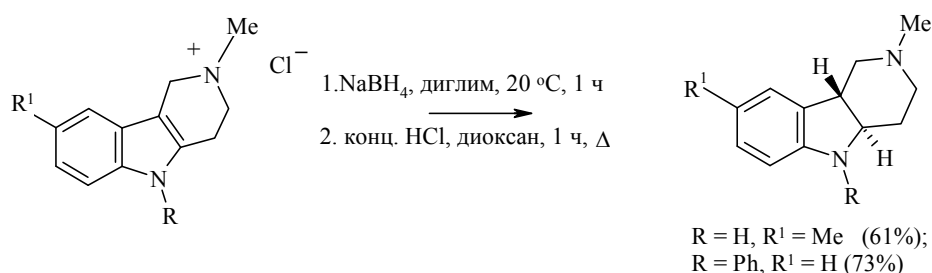 Me
+
N
Cl⁻
R¹
N
R
1.NaBH₄, диглим, 20 °C, 1 ч
2. конц. HCl, диоксан, 1 ч, Δ
Me
N
H
R¹
N
H
R
R = H, R¹ = Me (61%);
R = Ph, R¹ = H (73%)